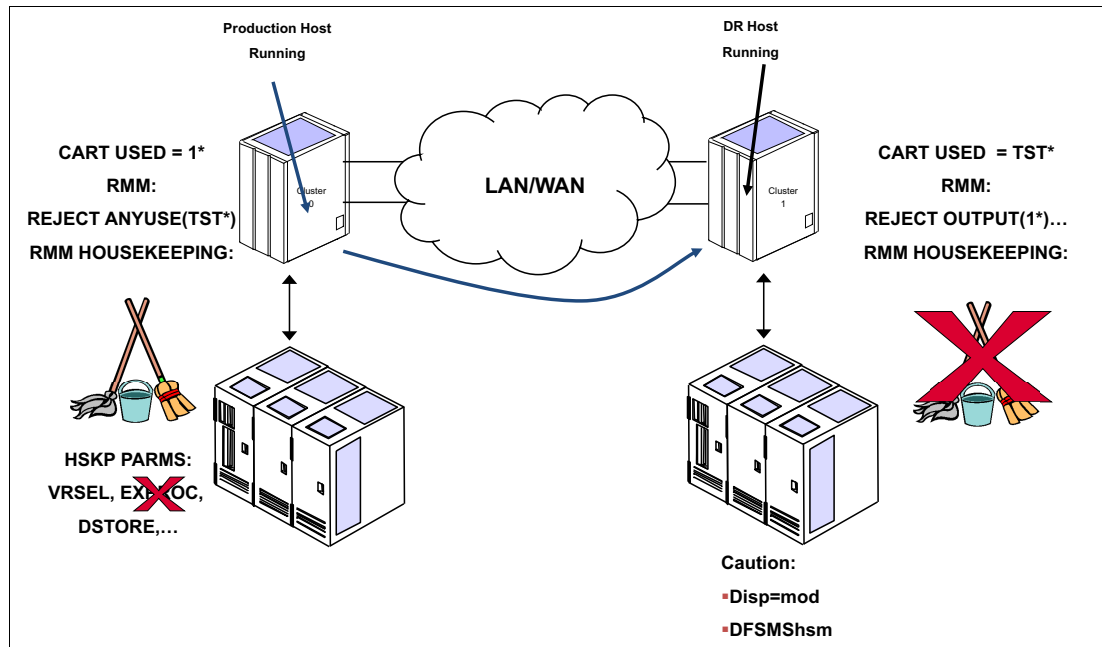 Production Host
Running
DR Host
Running
CART USED = 1*
RMM:
REJECT ANYUSE(TST*)
RMM HOUSEKEEPING:
Cluster
0
LAN/WAN
Cluster
1
CART USED = TST*
RMM:
REJECT OUTPUT(1*)…
RMM HOUSEKEEPING:
HSKP PARMS:
VRSEL, EXPROC,
DSTORE,…
Caution:
▪Disp=mod
▪DFSMShsm